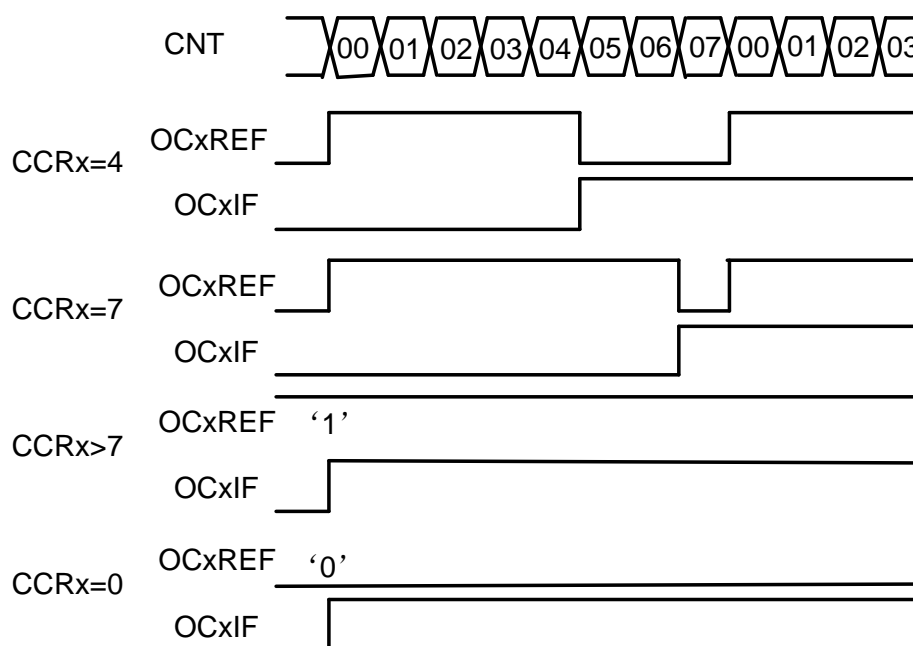 CNT 00 01 02 03 04 05 06 07 00 01 02 03
OCxREF
CCRx=4
OCxIF
OCxREF
CCRx=7
OCxIF
OCxREF ‘1’
CCRx>7
OCxIF
OCxREF ‘0’
CCRx=0
OCxIF